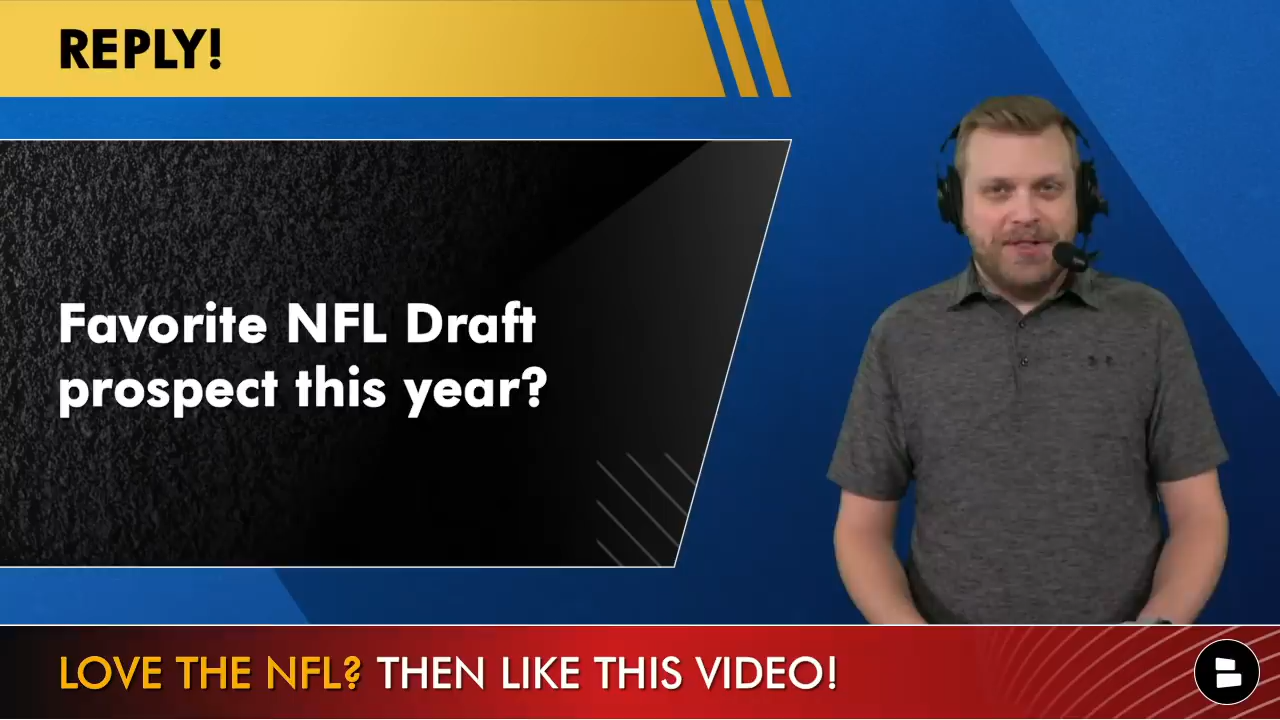 REPLY!
Favorite NFL Draft
prospect this year?
LOVE THE NFL? THEN LIKE THIS VIDEO!